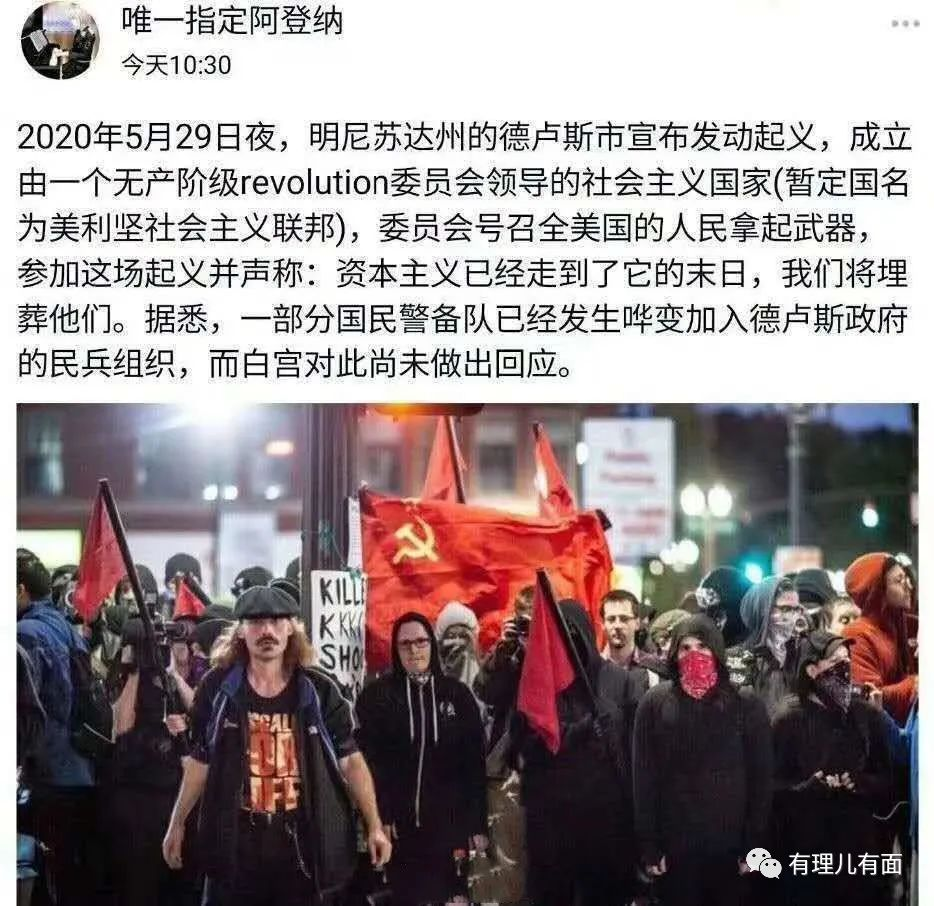 唯一指定阿登纳
今天10:30
2020年5月29日夜，明尼苏达州的德卢斯市宣布发动起义，成立
由一个无产阶级revolution委员会领导的社会主义国家(暂定国名
为美利坚社会主义联邦)，委员会号召全美国的人民拿起武器，
参加这场起义并声称：资本主义已经走到了它的末日，我们将埋
葬他们。据悉，一部分国民警备队已经发生哗变加入德卢斯政府
的民兵组织，而白宫对此尚未做出回应。
KILLE
KKK
SHO
有理儿有面